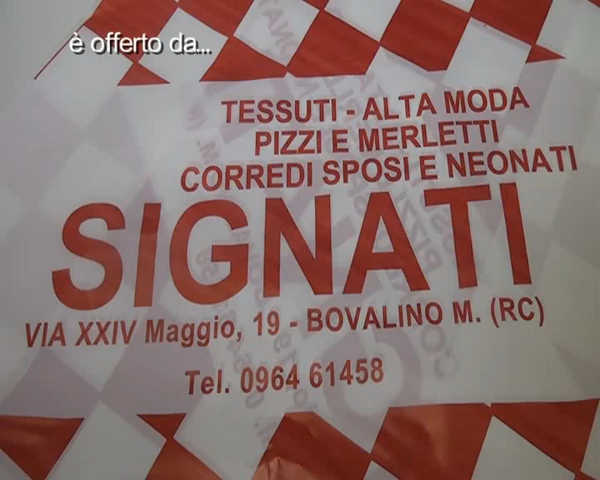 è offerto da...
TESSUTI - ALTA MODA
PIZZI E MERLETTI
CORREDI SPOSI E NEONATI
SIGNATI
VIA XXIV Maggio, 19 - BOVALINO M. (RC)
Tel. 0964 61458